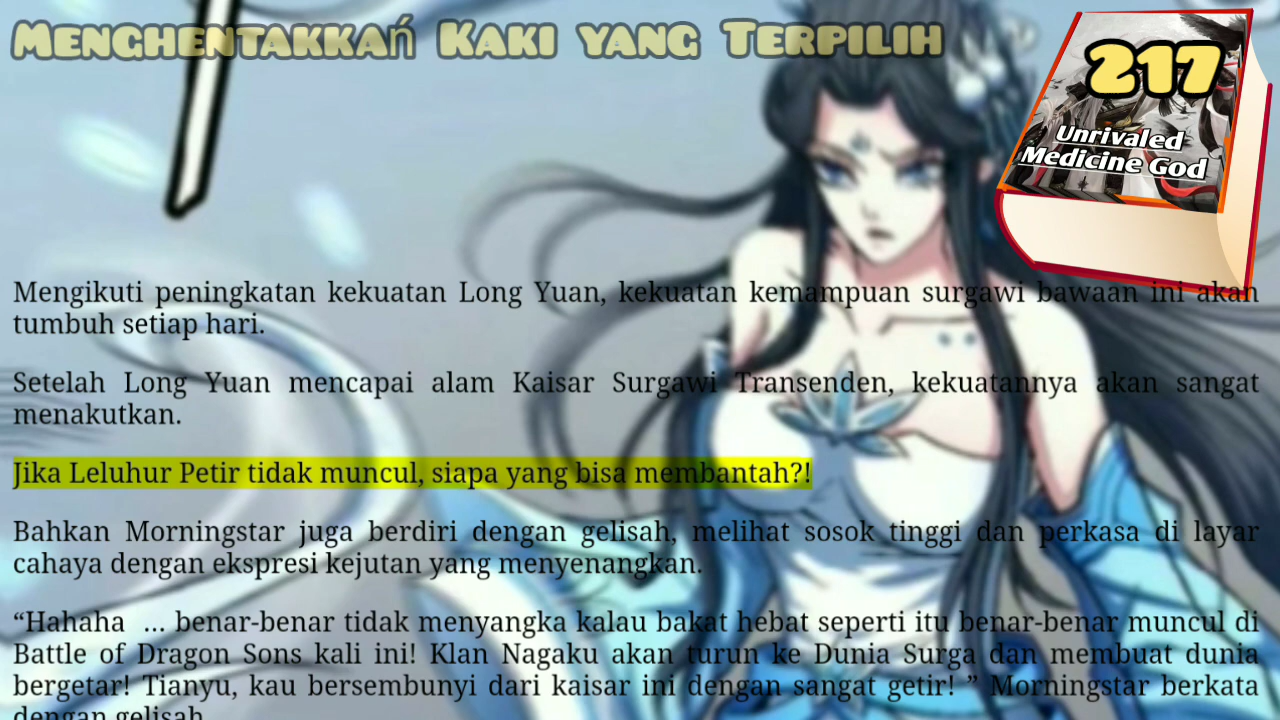 Menghentakkań Kaki yang Terpilih
217
Unrivaled
Medicine God
Mengikuti peningkatan kekuatan Long Yuan, kekuatan kemampuan surgawi bawaan ini akan
tumbuh setiap hari.
Setelah Long Yuan mencapai alam Kaisar Surgawi Transenden, kekuatannya akan sangat
menakutkan.
Jika Leluhur Petir tidak muncul, siapa yang bisa membantah?!
Bahkan Morningstar juga berdiri dengan gelisah, melihat sosok tinggi dan perkasa di layar
cahaya dengan ekspresi kejutan yang menyenangkan.
“Hahaha ... benar-benar tidak menyangka kalau bakat hebat seperti itu benar-benar muncul di
Battle of Dragon Sons kali ini! Klan Nagaku akan turun ke Dunia Surga dan membuat dunia
bergetar! Tianyu, kau bersembunyi dari kaisar ini dengan sangat getir! ” Morningstar berkata
dengan gelisah.